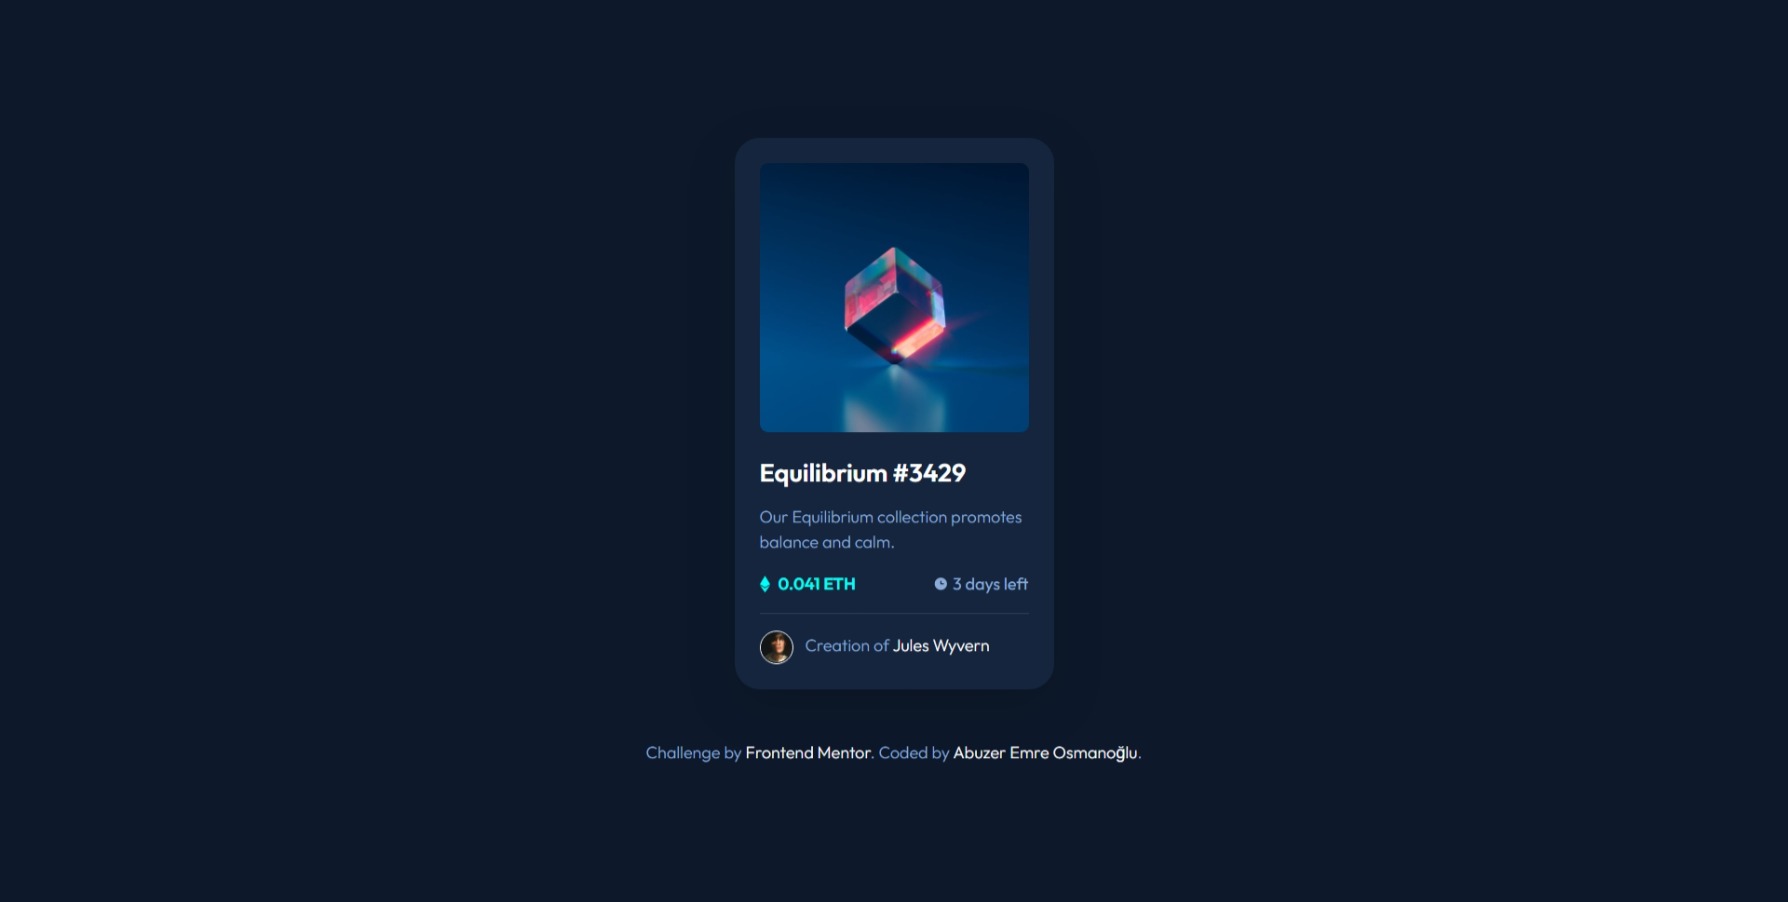 Equilibrium #3429
Our Equilibrium collection promotes
balance and calm.
0.041 ETH
3 days left
Creation of Jules Wyvern
Challenge by Frontend Mentor. Coded by Abuzer Emre Osmanoğlu.